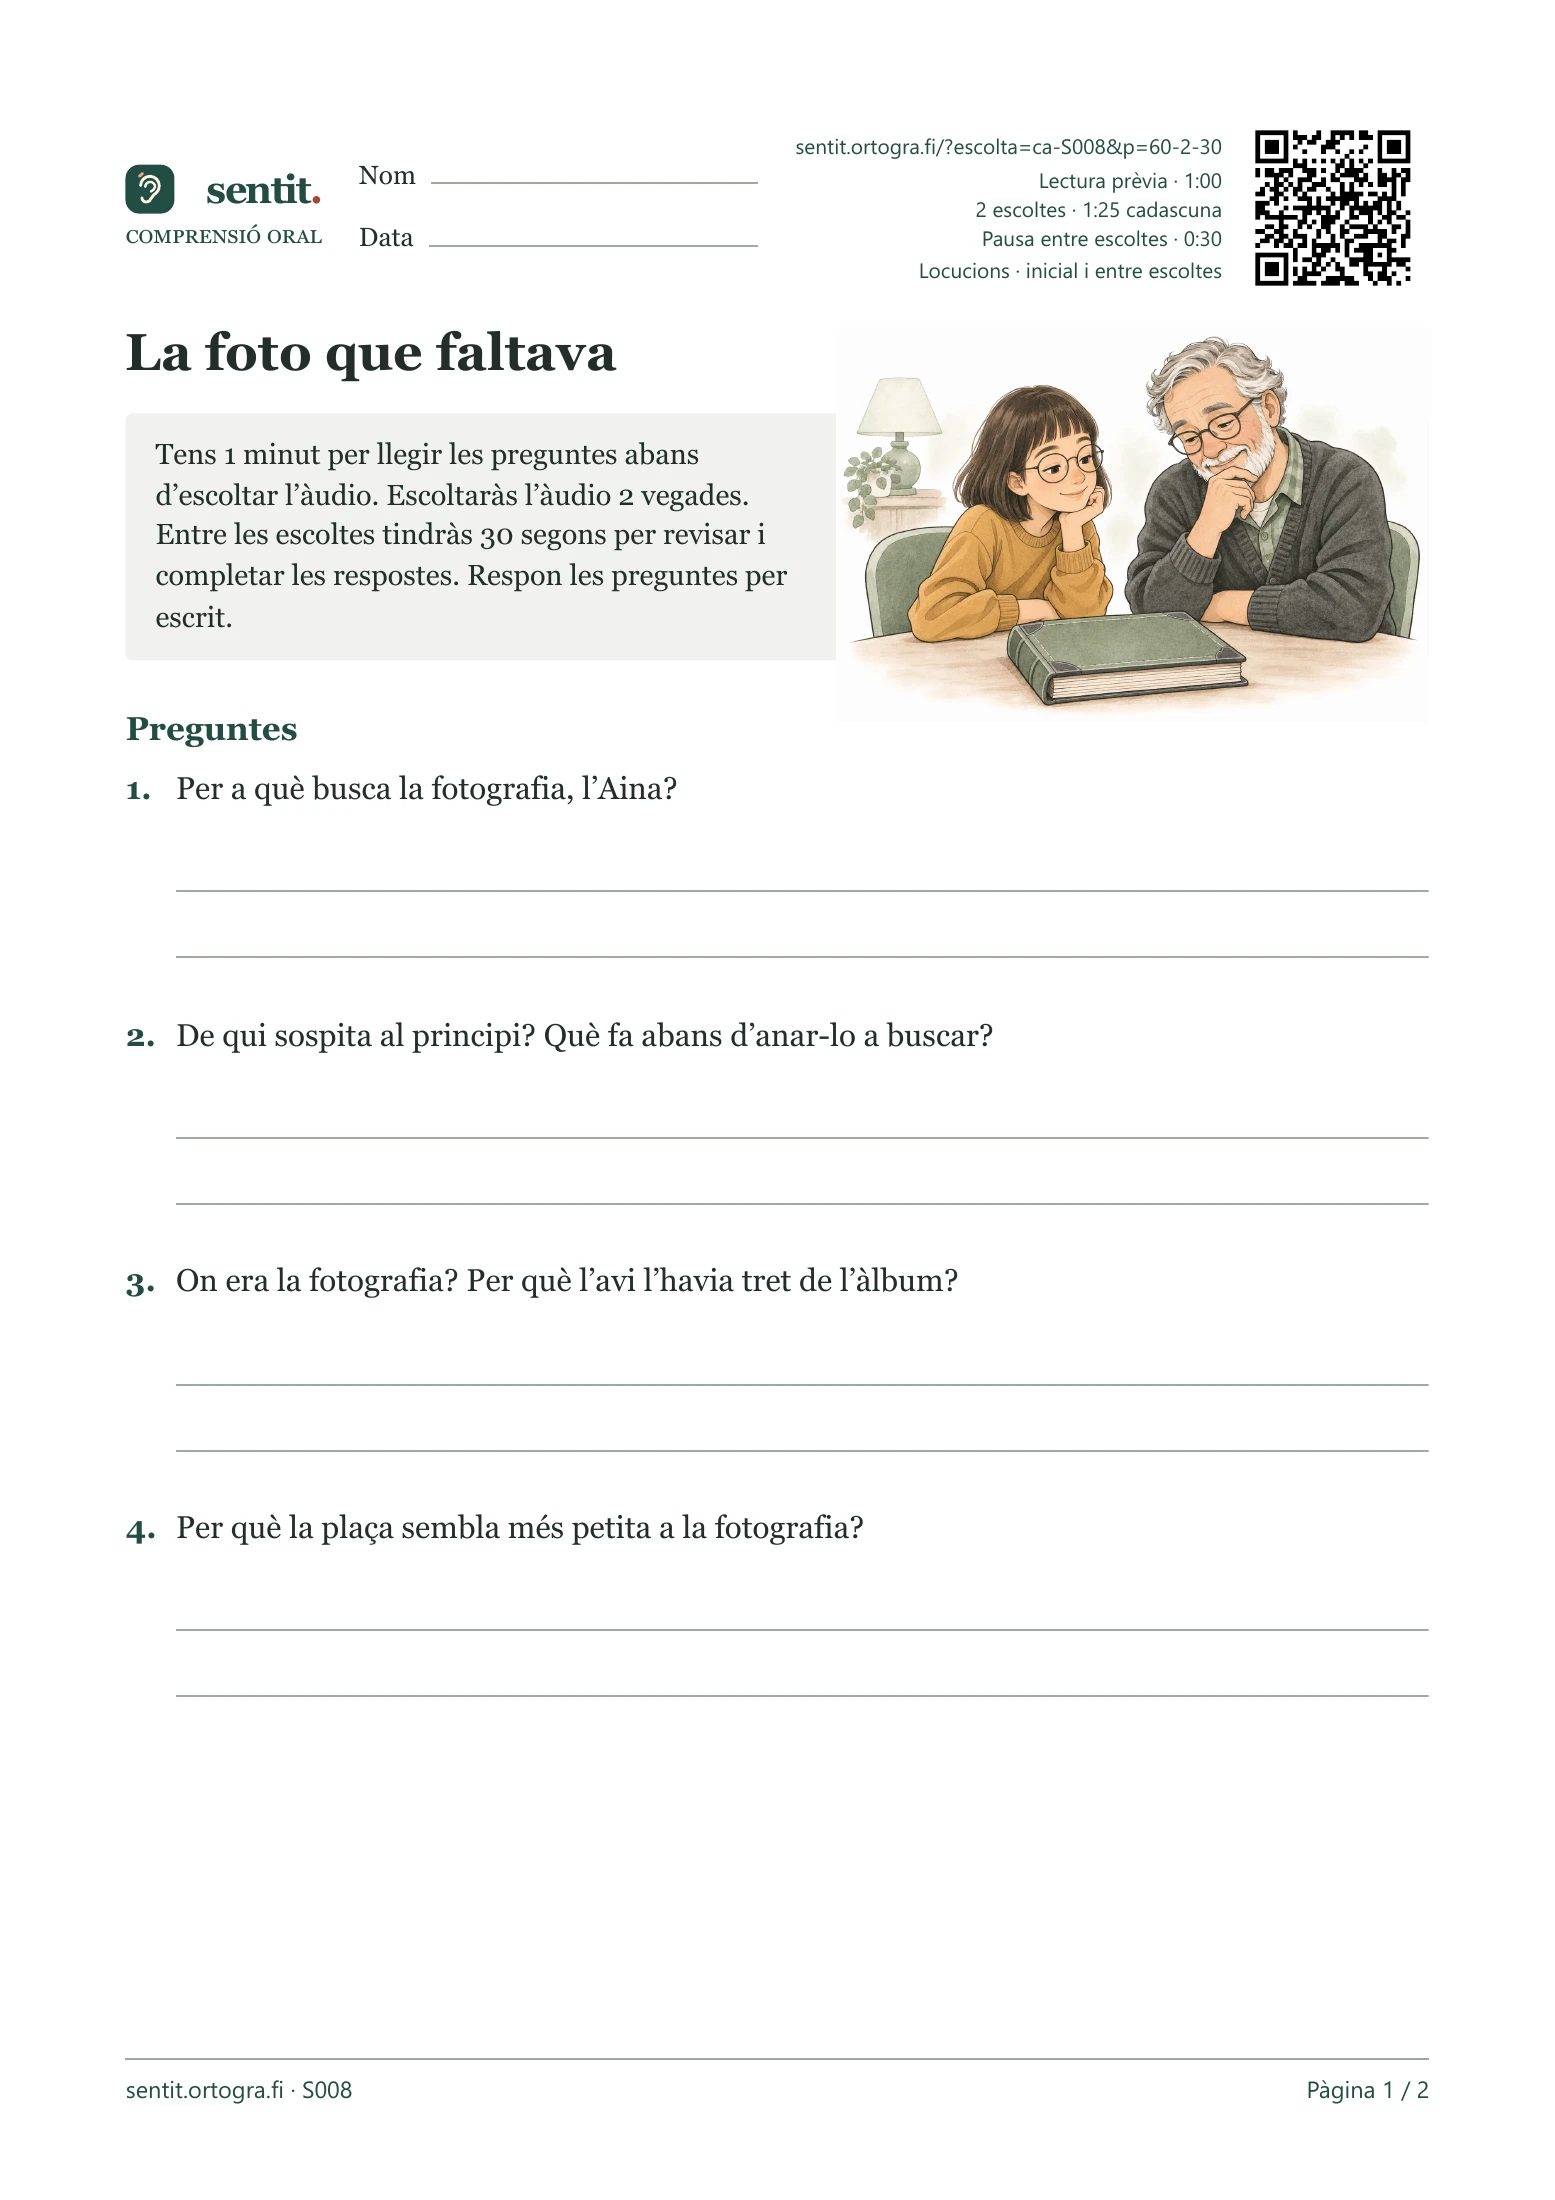 sentit.
COMPRENSIÓ ORAL
Nom
Data
sentit.ortogra.fi/?escolta=ca-S008&p=60-2-30
Lectura prèvia · 1:00
2 escoltes · 1:25 cadascuna
Pausa entre escoltes · 0:30
Locucions · inicial i entre escoltes
La foto que faltava
Tens 1 minut per llegir les preguntes abans
d’escoltar l’àudio. Escoltaràs l’àudio 2 vegades.
Entre les escoltes tindràs 30 segons per revisar i
completar les respostes. Respon les preguntes per
escrit.
Preguntes
1. Per a què busca la fotografia, l’Aina?
2. De qui sospita al principi? Què fa abans d’anar-lo a buscar?
3. On era la fotografia? Per què l’avi l’havia tret de l’àlbum?
4. Per què la plaça sembla més petita a la fotografia?
sentit.ortogra.fi · S008
Pàgina 1 / 2